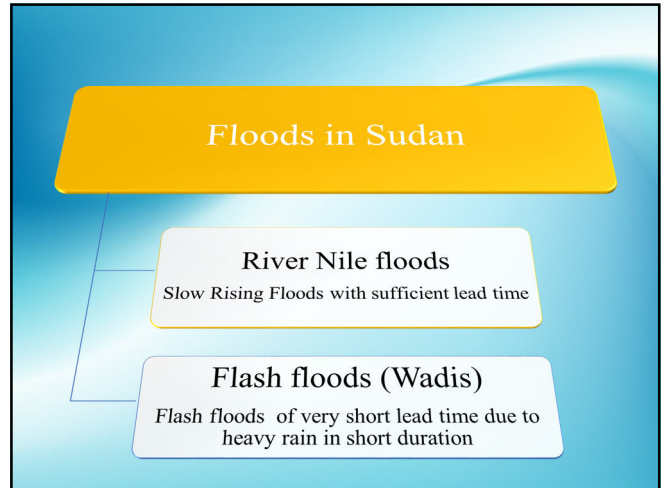 Floods in Sudan
River Nile floods
Slow Rising Floods with sufficient lead time
Flash floods (Wadis)
Flash floods of very short lead time due to
heavy rain in short duration